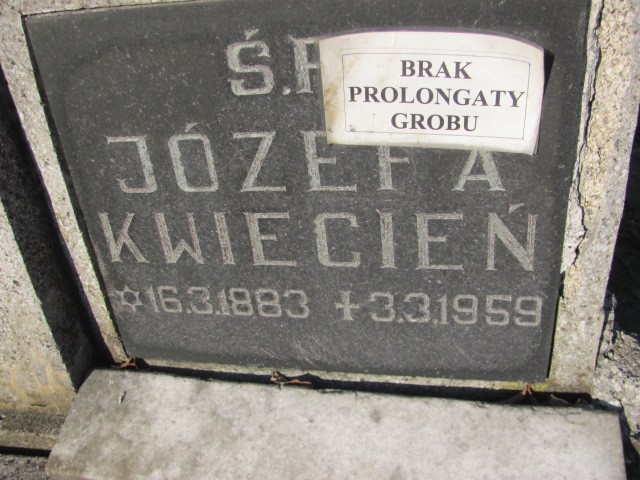 Ś.P
BRAK
PROLONGATY
GROBU
JÓZEFA
KWIECIEŃ
16.3.1883 3.3.1959